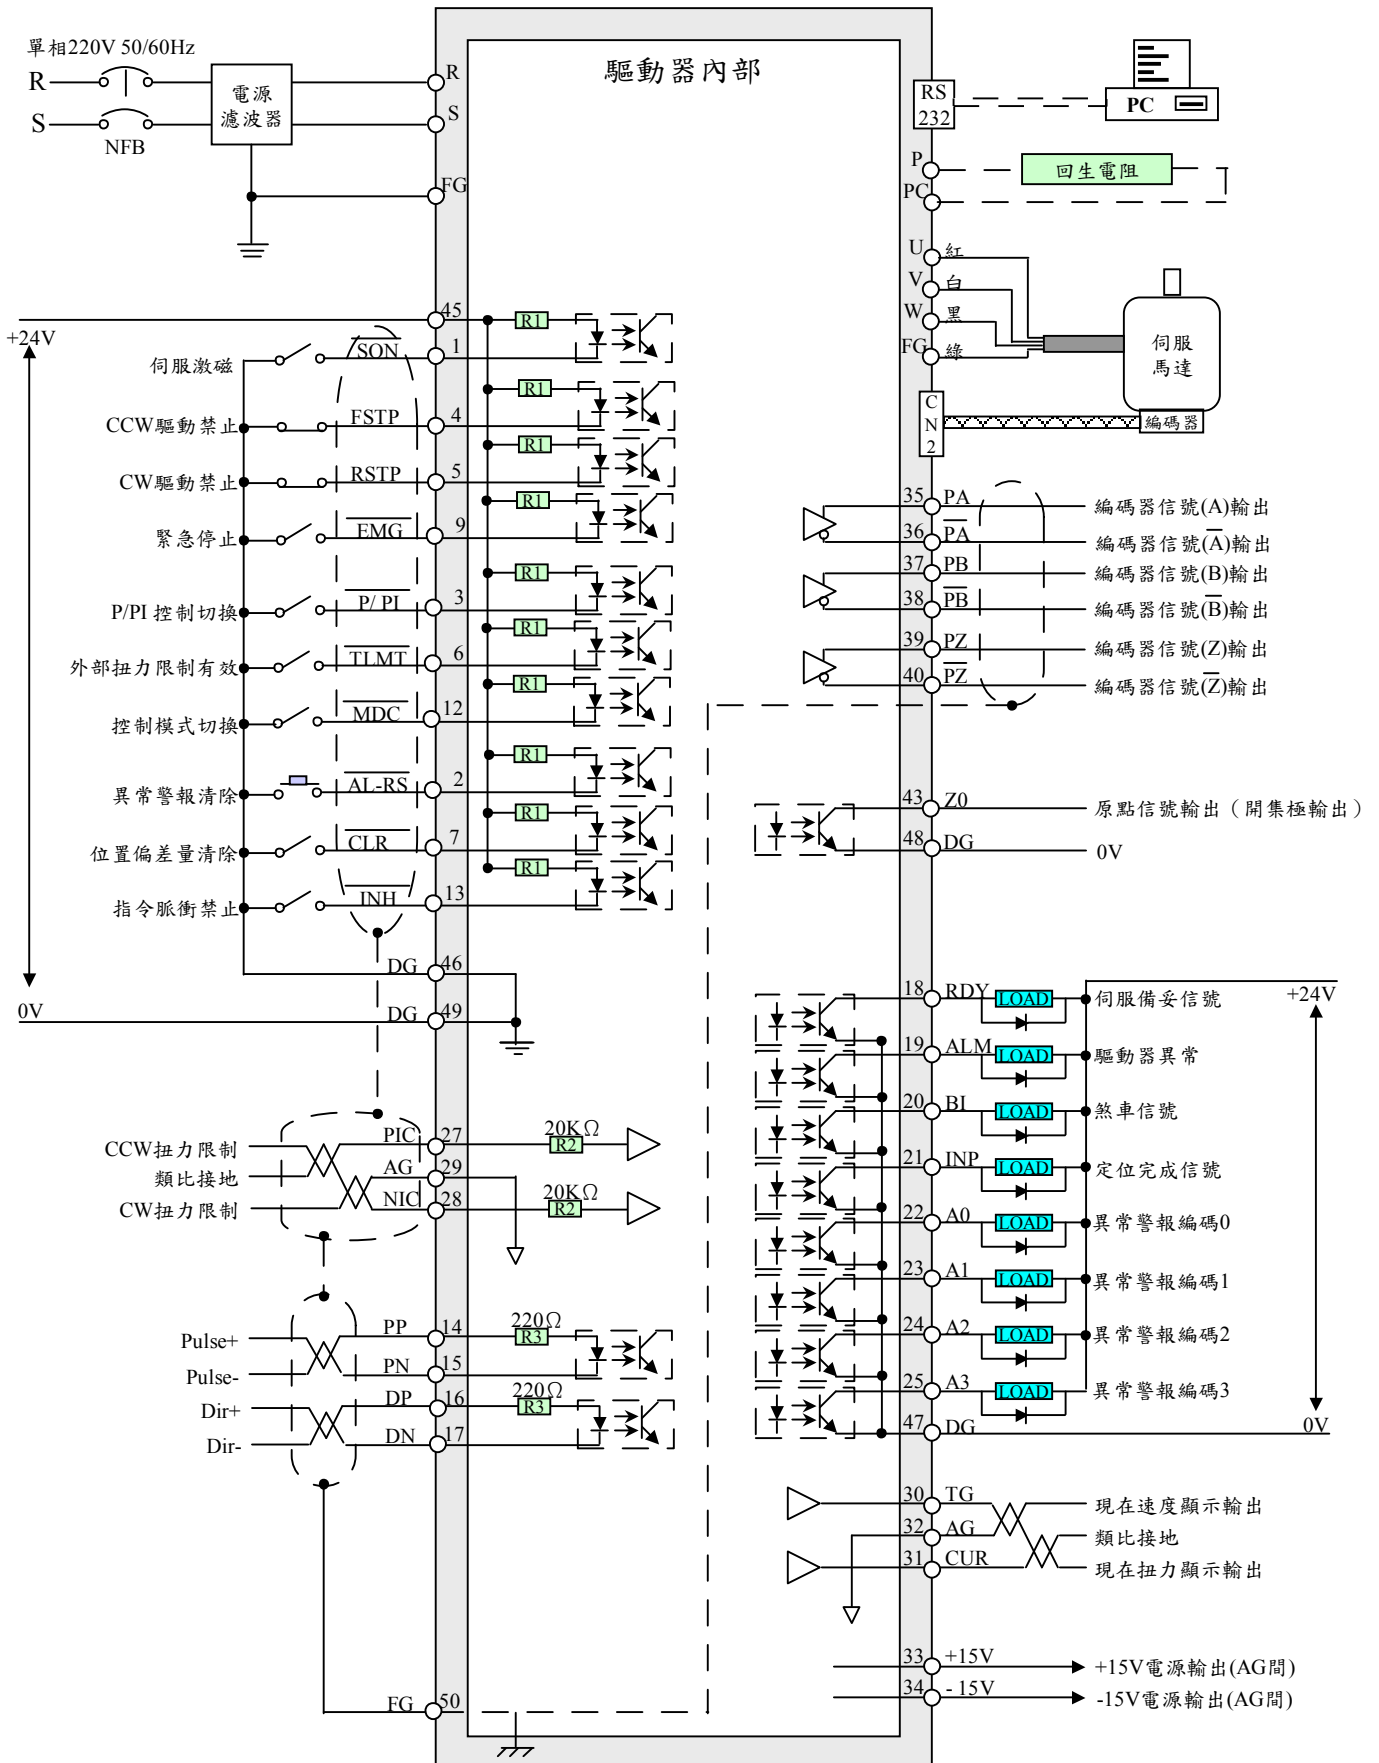 單相220V 50/60Hz
R
S
NFB
電源
濾波器
R
S
FG
驅動器內部
RS
232
PC
P
PC
回生電阻
U 紅
V 白
W 黑
FG 綠
伺服
馬達
C
N
2
編碼器
+24V
45
R1
伺服激磁 SON 1
R1
CCW驅動禁止 FSTP 4
R1
CW驅動禁止 RSTP 5
R1
緊急停止 EMG 9
R1
P/PI 控制切換 P/ PI 3
R1
外部扭力限制有效 TLMT 6
R1
控制模式切換 MDC 12
R1
異常警報清除 AL-RS 2
R1
位置偏差量清除 CLR 7
R1
指令脈衝禁止 INH 13
DG 46
0V
DG 49
CCW扭力限制 PIC 27 20KΩ R2
類比接地 AG 29
CW扭力限制 NIC 28 20KΩ R2
Pulse+ PP 14 220Ω R3
Pulse- PN 15
Dir+ DP 16 220Ω R3
Dir- DN 17
FG 50
35 PA 編碼器信號(A)輸出
36 P̅A̅ 編碼器信號(A̅)輸出
37 PB 編碼器信號(B)輸出
38 P̅B̅ 編碼器信號(B̅)輸出
39 PZ 編碼器信號(Z)輸出
40 P̅Z̅ 編碼器信號(Z̅)輸出
43 Z0 原點信號輸出（開集極輸出）
48 DG 0V
18 RDY LOAD 伺服備妥信號 +24V
19 ALM LOAD 驅動器異常
20 BI LOAD 煞車信號
21 INP LOAD 定位完成信號
22 A0 LOAD 異常警報編碼0
23 A1 LOAD 異常警報編碼1
24 A2 LOAD 異常警報編碼2
25 A3 LOAD 異常警報編碼3
47 DG 0V
30 TG 現在速度顯示輸出
32 AG 類比接地
31 CUR 現在扭力顯示輸出
33 +15V +15V電源輸出(AG間)
34 - 15V -15V電源輸出(AG間)